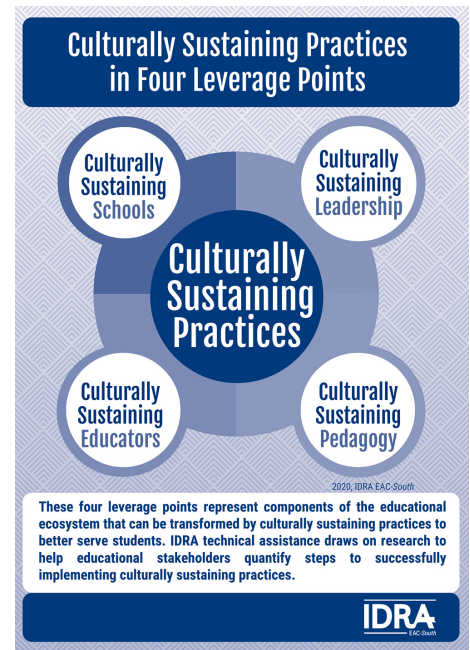 Culturally Sustaining Practices
in Four Leverage Points
Culturally
Sustaining
Schools
Culturally
Sustaining
Leadership
Culturally
Sustaining
Practices
Culturally
Sustaining
Educators
Culturally
Sustaining
Pedagogy
2020, IDRA EAC-South
These four leverage points represent components of the educational
ecosystem that can be transformed by culturally sustaining practices to
better serve students. IDRA technical assistance draws on research to
help educational stakeholders quantify steps to successfully
implementing culturally sustaining practices.
IDRA
EAC-South